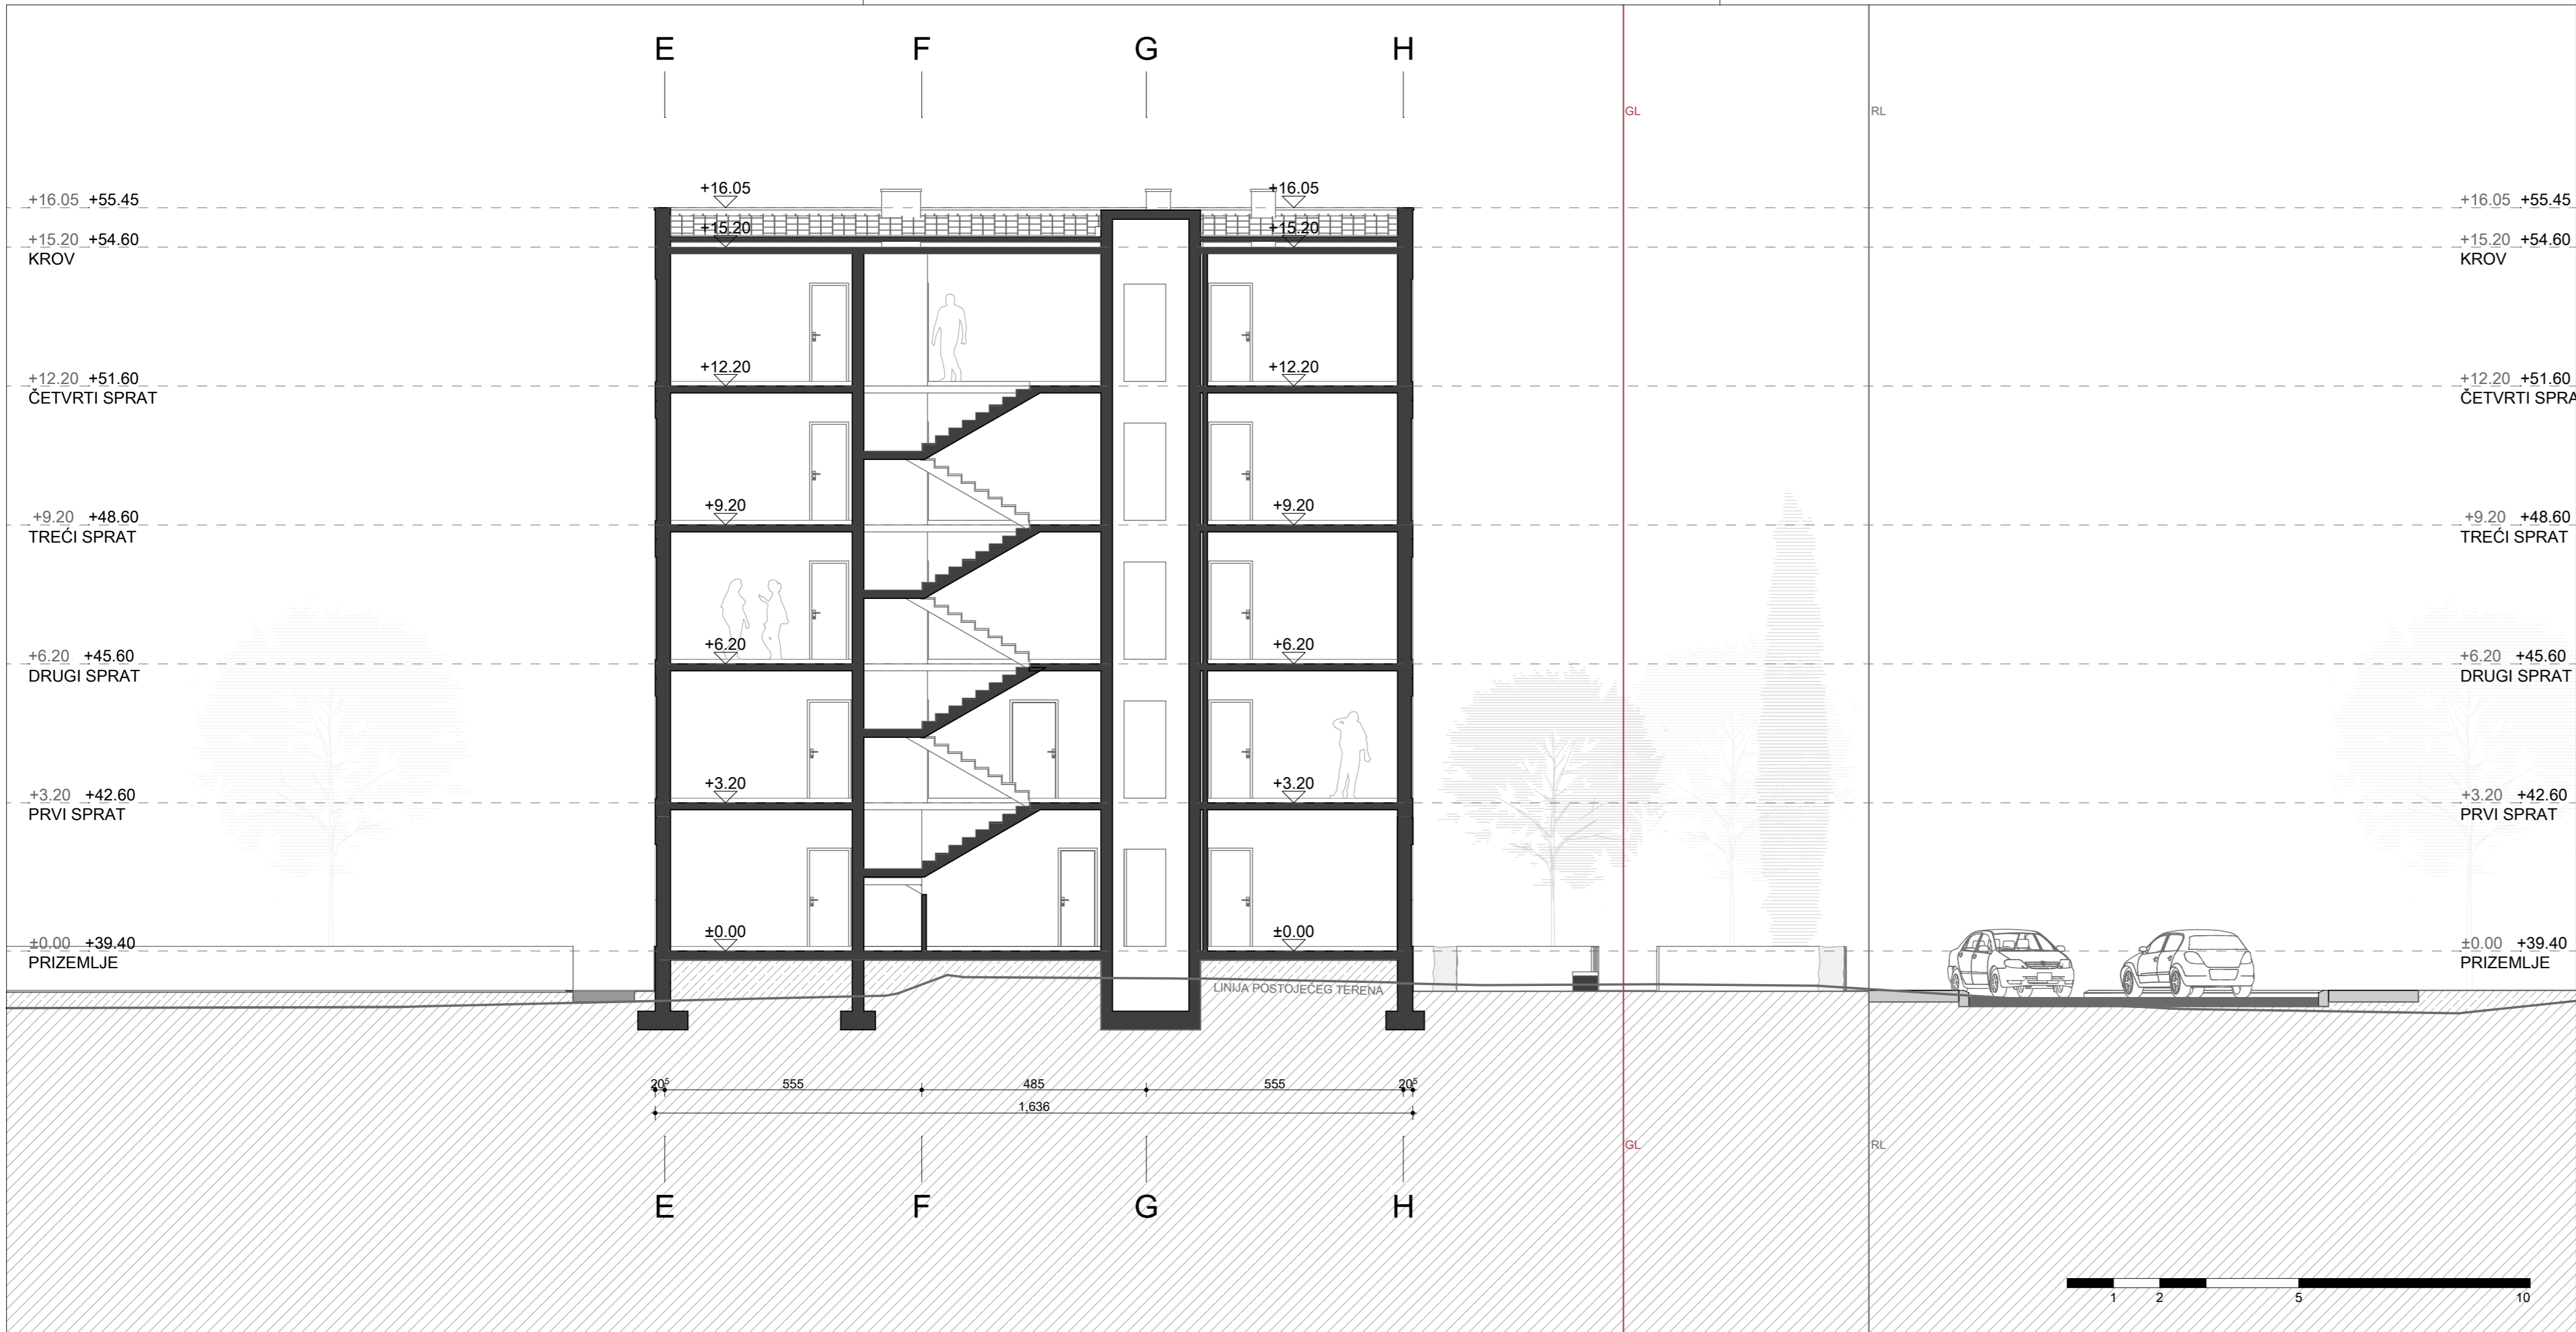 E F G H
GL RL
+16.05 +16.05
+16.05 +55.45 +16.05 +55.45
+15.20 +15.20
+15.20 +54.60 +15.20 +54.60
KROV KROV
+12.20 +12.20
+12.20 +51.60 +12.20 +51.60
ČETVRTI SPRAT ČETVRTI SPRA
+9.20 +9.20
+9.20 +48.60 +9.20 +48.60
TREĆI SPRAT TREĆI SPRAT
+6.20 +6.20
+6.20 +45.60 +6.20 +45.60
DRUGI SPRAT DRUGI SPRAT
+3.20 +3.20
+3.20 +42.60 +3.20 +42.60
PRVI SPRAT PRVI SPRAT
±0.00 ±0.00
±0.00 +39.40 ±0.00 +39.40
PRIZEMLJE PRIZEMLJE
LINIJA POSTOJEĆEG TERENA
20⁵ 555 485 555 20⁵
1,636
GL RL
E F G H
1 2 5 10